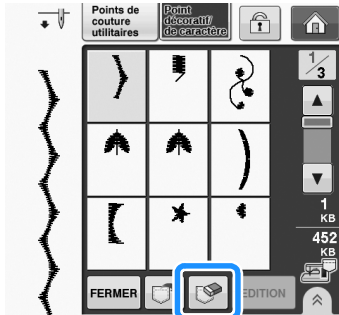 Points de
couture
utilitaires
Point
décoratif/
de caractère
1/3
1
KB
452
KB
FERMER
EDITION